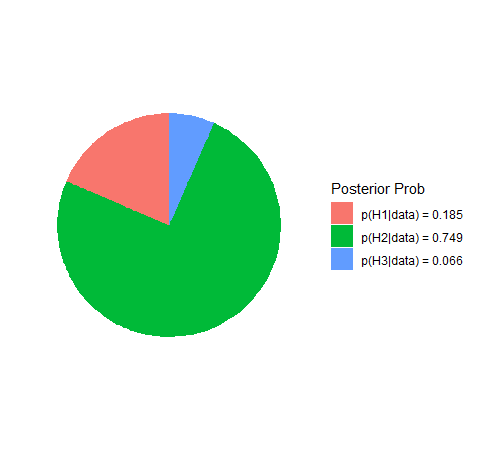 Posterior Prob
p(H1|data) = 0.185
p(H2|data) = 0.749
p(H3|data) = 0.066